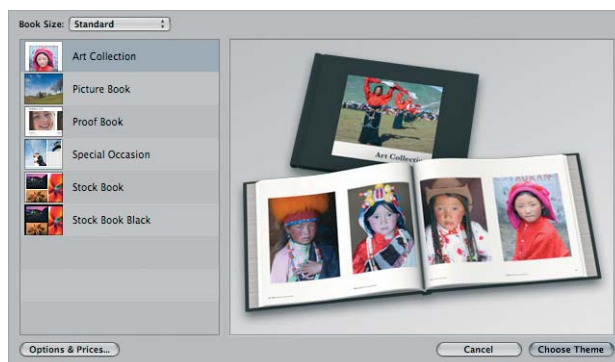 Book Size: Standard
Art Collection
Picture Book
Proof Book
Special Occasion
Stock Book
Stock Book Black
Art Collection
Options & Prices...
Cancel
Choose Theme